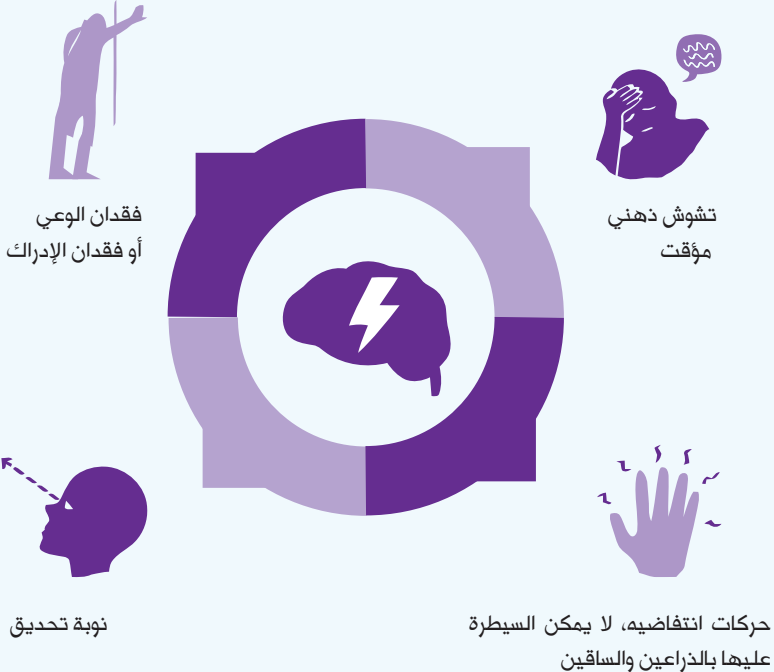 تشوش ذهني
مؤقت
فقدان الوعي
أو فقدان الإدراك
حركات انتفاضيه، لا يمكن السيطرة
عليها بالذراعين والساقين
نوبة تحديق